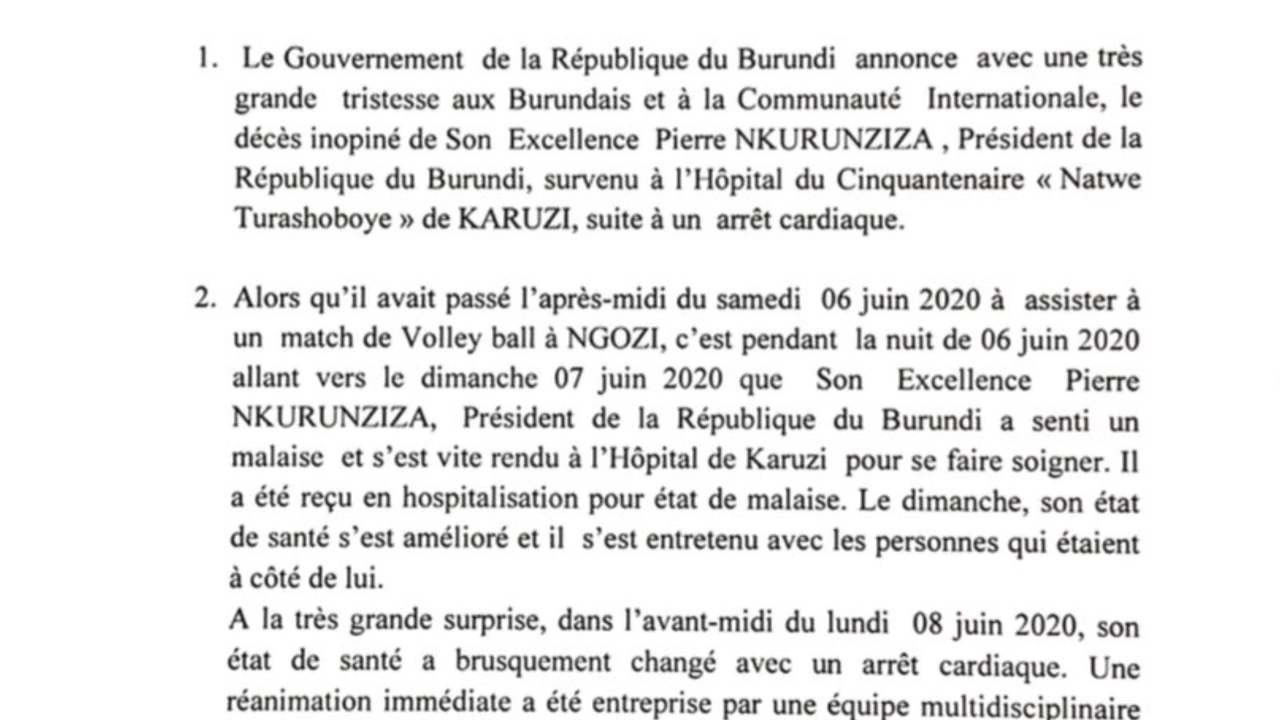 1. Le Gouvernement de la République du Burundi annonce avec une très
grande tristesse aux Burundais et à la Communauté Internationale, le
décès inopiné de Son Excellence Pierre NKURUNZIZA , Président de la
République du Burundi, survenu à l’Hôpital du Cinquantenaire « Natwe
Turashoboye » de KARUZI, suite à un arrêt cardiaque.
2. Alors qu’il avait passé l’après-midi du samedi 06 juin 2020 à assister à
un match de Volley ball à NGOZI, c’est pendant la nuit de 06 juin 2020
allant vers le dimanche 07 juin 2020 que Son Excellence Pierre
NKURUNZIZA, Président de la République du Burundi a senti un
malaise et s’est vite rendu à l’Hôpital de Karuzi pour se faire soigner. Il
a été reçu en hospitalisation pour état de malaise. Le dimanche, son état
de santé s’est amélioré et il s’est entretenu avec les personnes qui étaient
à côté de lui.
A la très grande surprise, dans l’avant-midi du lundi 08 juin 2020, son
état de santé a brusquement changé avec un arrêt cardiaque. Une
réanimation immédiate a été entreprise par une équipe multidisciplinaire